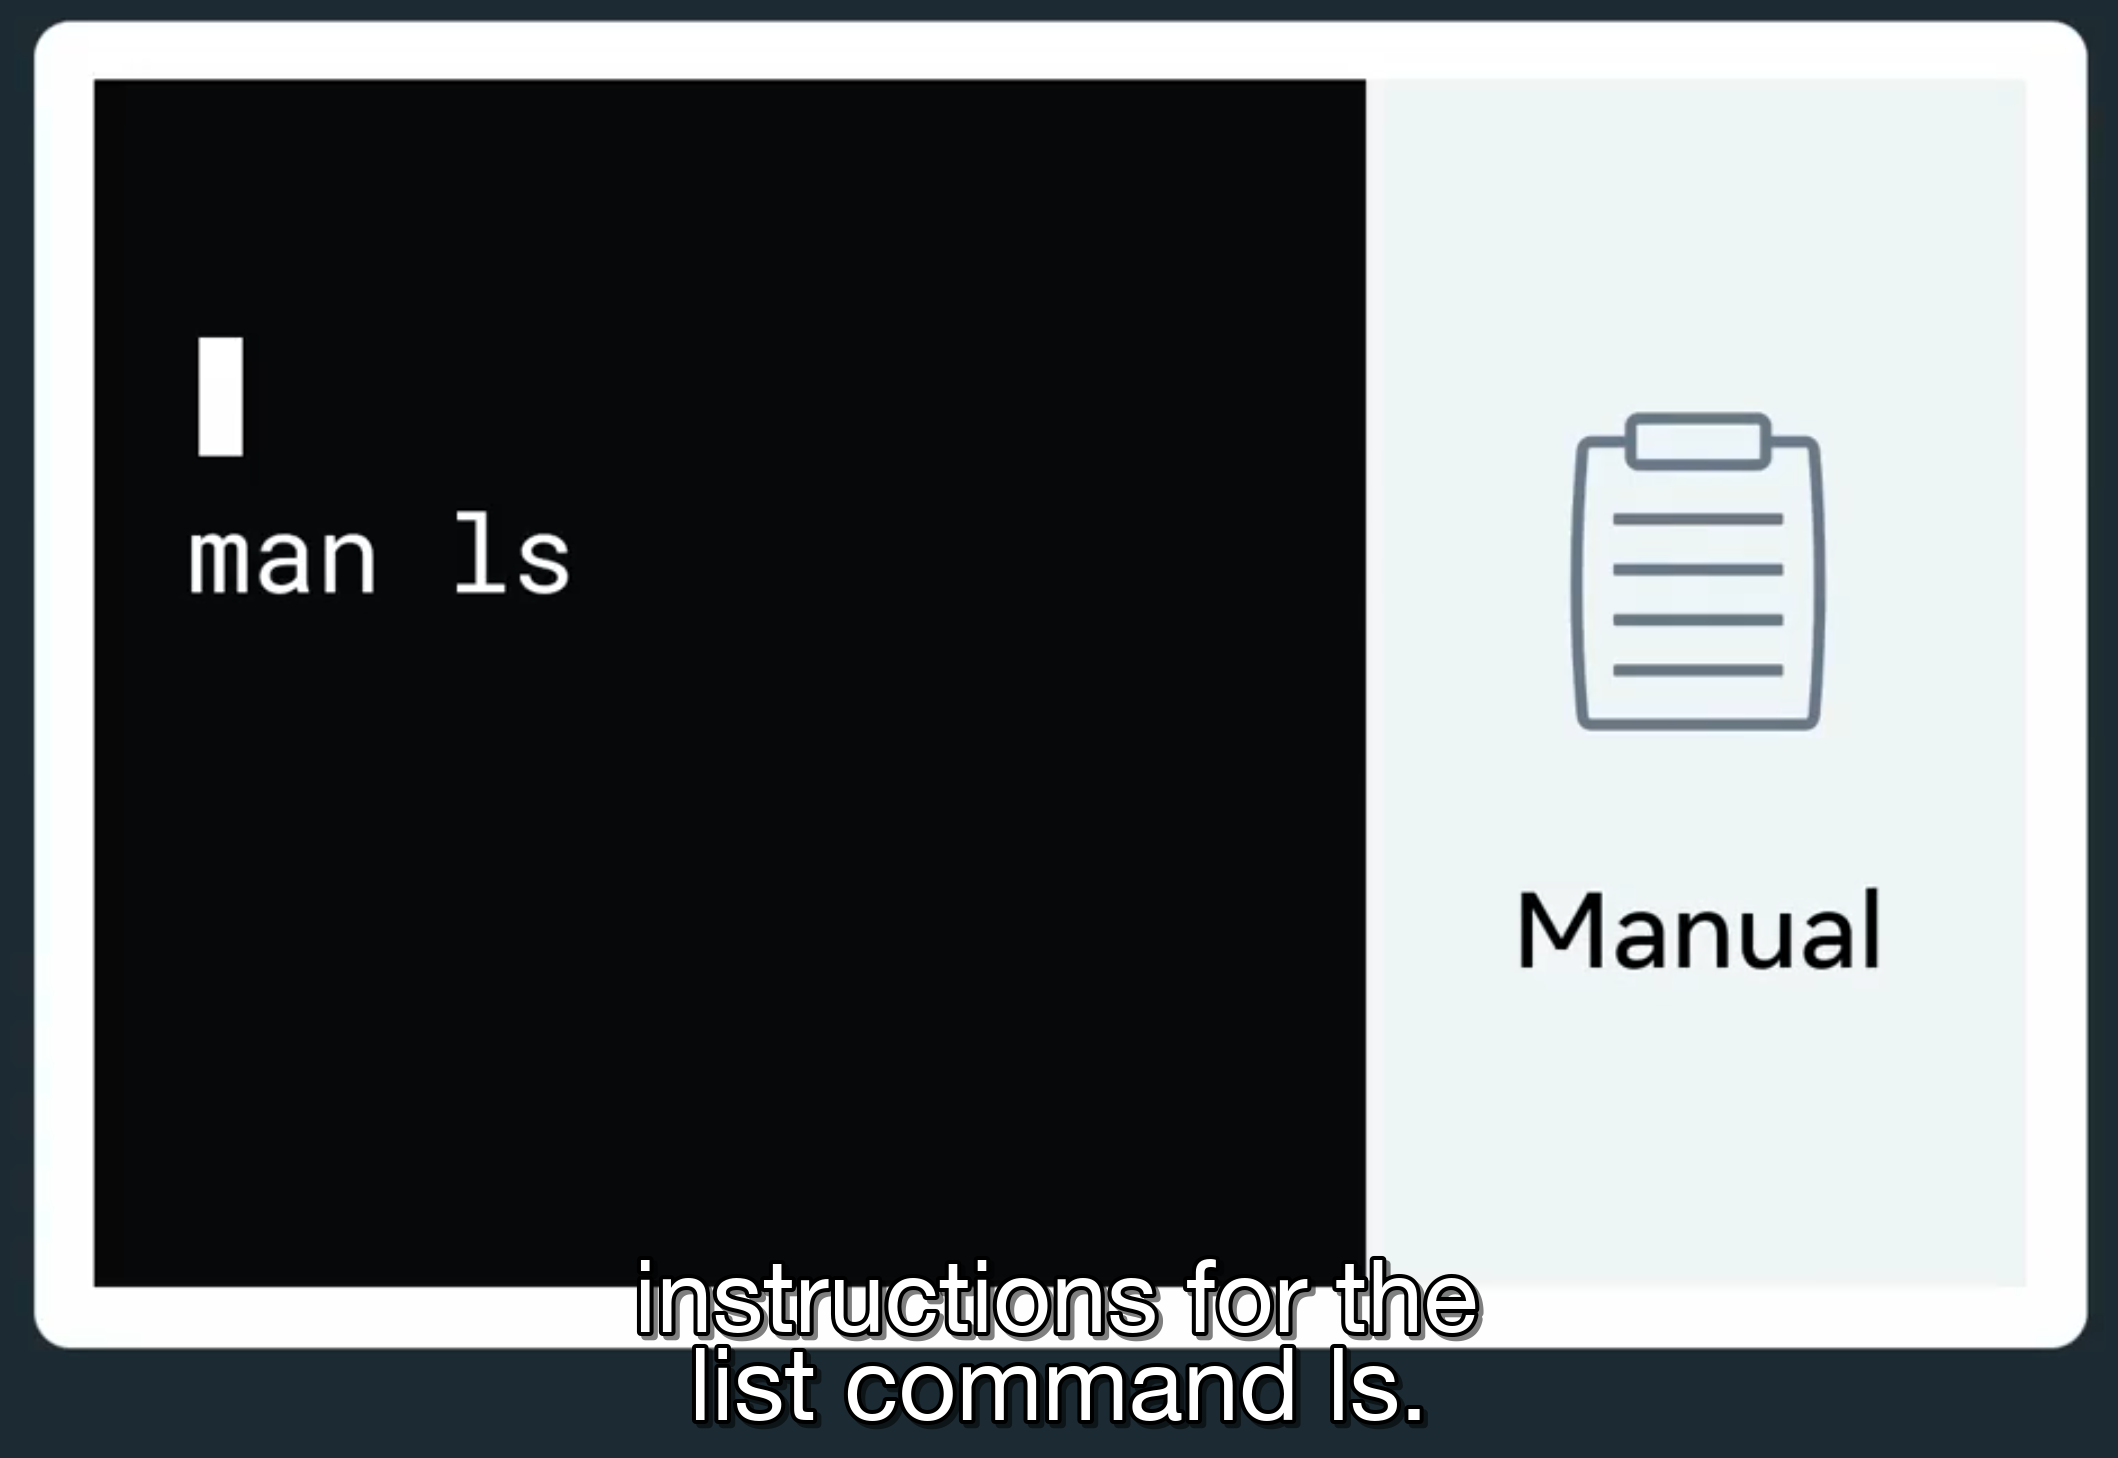 man ls
Manual
instructions for the
list command ls.